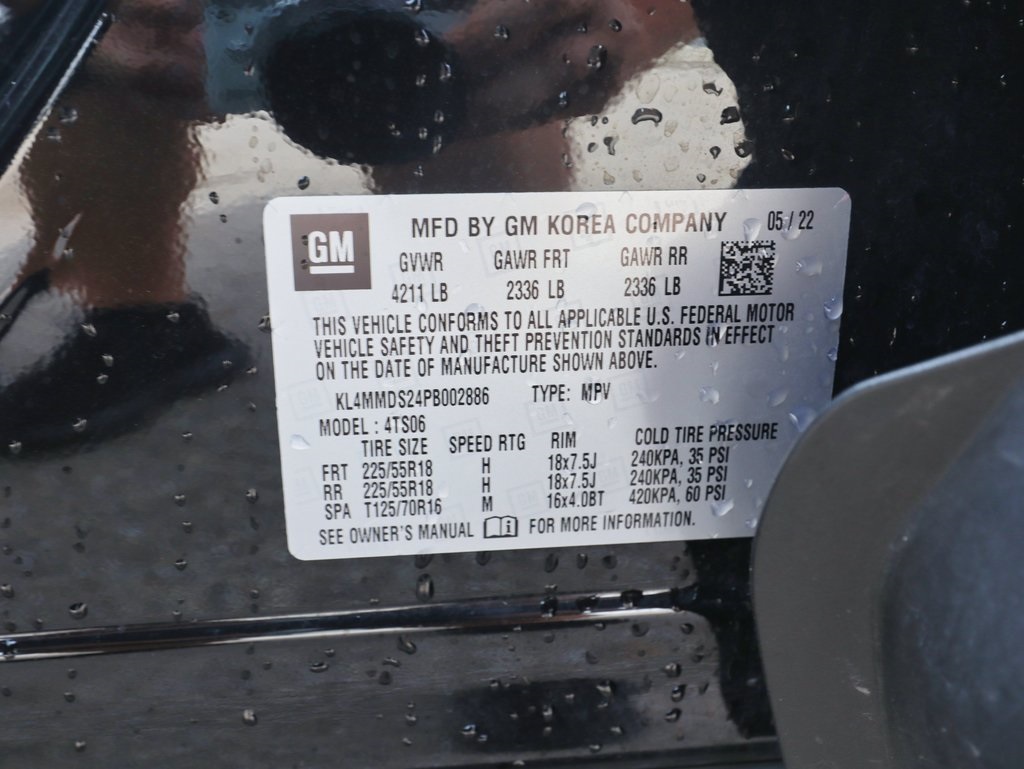 GM
MFD BY GM KOREA COMPANY 05 / 22
GVWR GAWR FRT GAWR RR
4211 LB 2336 LB 2336 LB
THIS VEHICLE CONFORMS TO ALL APPLICABLE U.S. FEDERAL MOTOR
VEHICLE SAFETY AND THEFT PREVENTION STANDARDS IN EFFECT
ON THE DATE OF MANUFACTURE SHOWN ABOVE.
KL4MMDS24PB002886 TYPE: MPV
MODEL : 4TS06
TIRE SIZE SPEED RTG RIM COLD TIRE PRESSURE
FRT 225/55R18 H 18x7.5J 240KPA, 35 PSI
RR 225/55R18 H 18x7.5J 240KPA, 35 PSI
SPA T125/70R16 M 16x4.0BT 420KPA, 60 PSI
SEE OWNER'S MANUAL i FOR MORE INFORMATION.